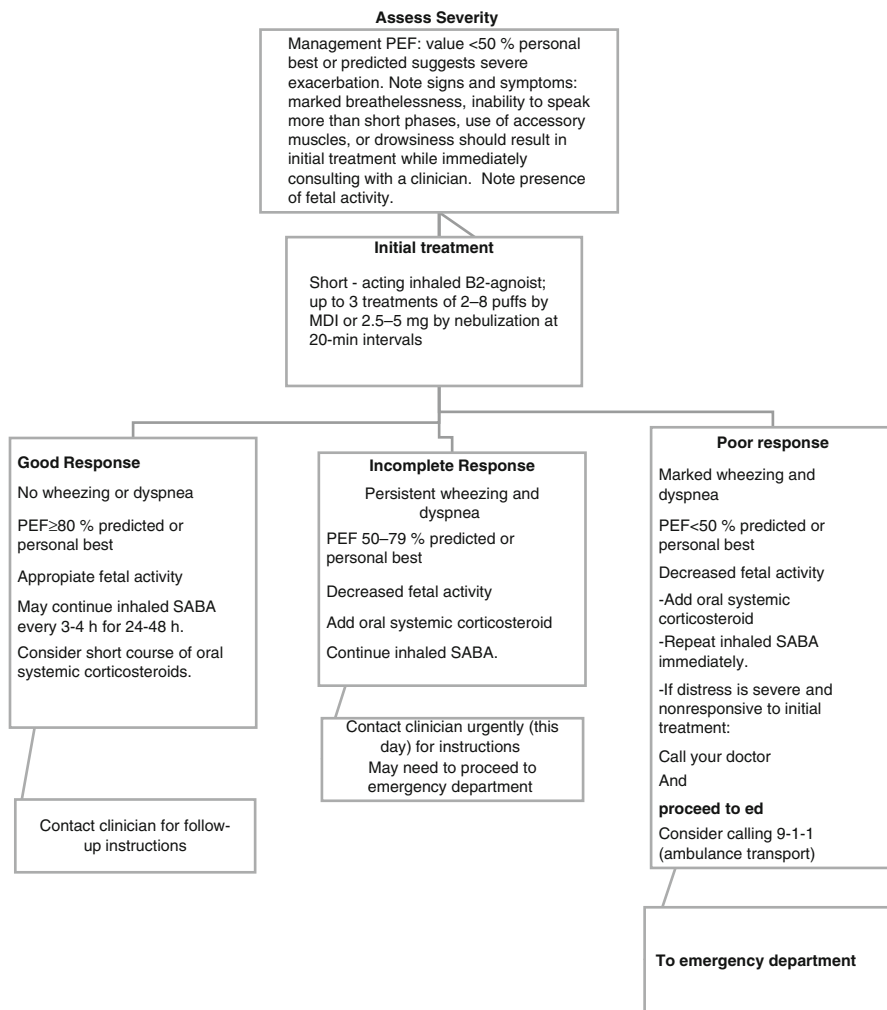 Assess Severity
Management PEF: value <50 % personal
best or predicted suggests severe
exacerbation. Note signs and symptoms:
marked breathelessness, inability to speak
more than short phases, use of accessory
muscles, or drowsiness should result in
initial treatment while immediately
consulting with a clinician. Note presence
of fetal activity.
Initial treatment
Short - acting inhaled B2-agnoist;
up to 3 treatments of 2–8 puffs by
MDI or 2.5–5 mg by nebulization at
20-min intervals
Good Response
No wheezing or dyspnea
PEF≥80 % predicted or
personal best
Appropiate fetal activity
May continue inhaled SABA
every 3-4 h for 24-48 h.
Consider short course of oral
systemic corticosteroids.
Contact clinician for follow-
up instructions
Incomplete Response
Persistent wheezing and
dyspnea
PEF 50–79 % predicted or
personal best
Decreased fetal activity
Add oral systemic corticosteroid
Continue inhaled SABA.
Contact clinician urgently (this
day) for instructions
May need to proceed to
emergency department
Poor response
Marked wheezing and
dyspnea
PEF<50 % predicted or
personal best
Decreased fetal activity
-Add oral systemic
corticosteroid
-Repeat inhaled SABA
immediately.
-If distress is severe and
nonresponsive to initial
treatment:
Call your doctor
And
proceed to ed
Consider calling 9-1-1
(ambulance transport)
To emergency department